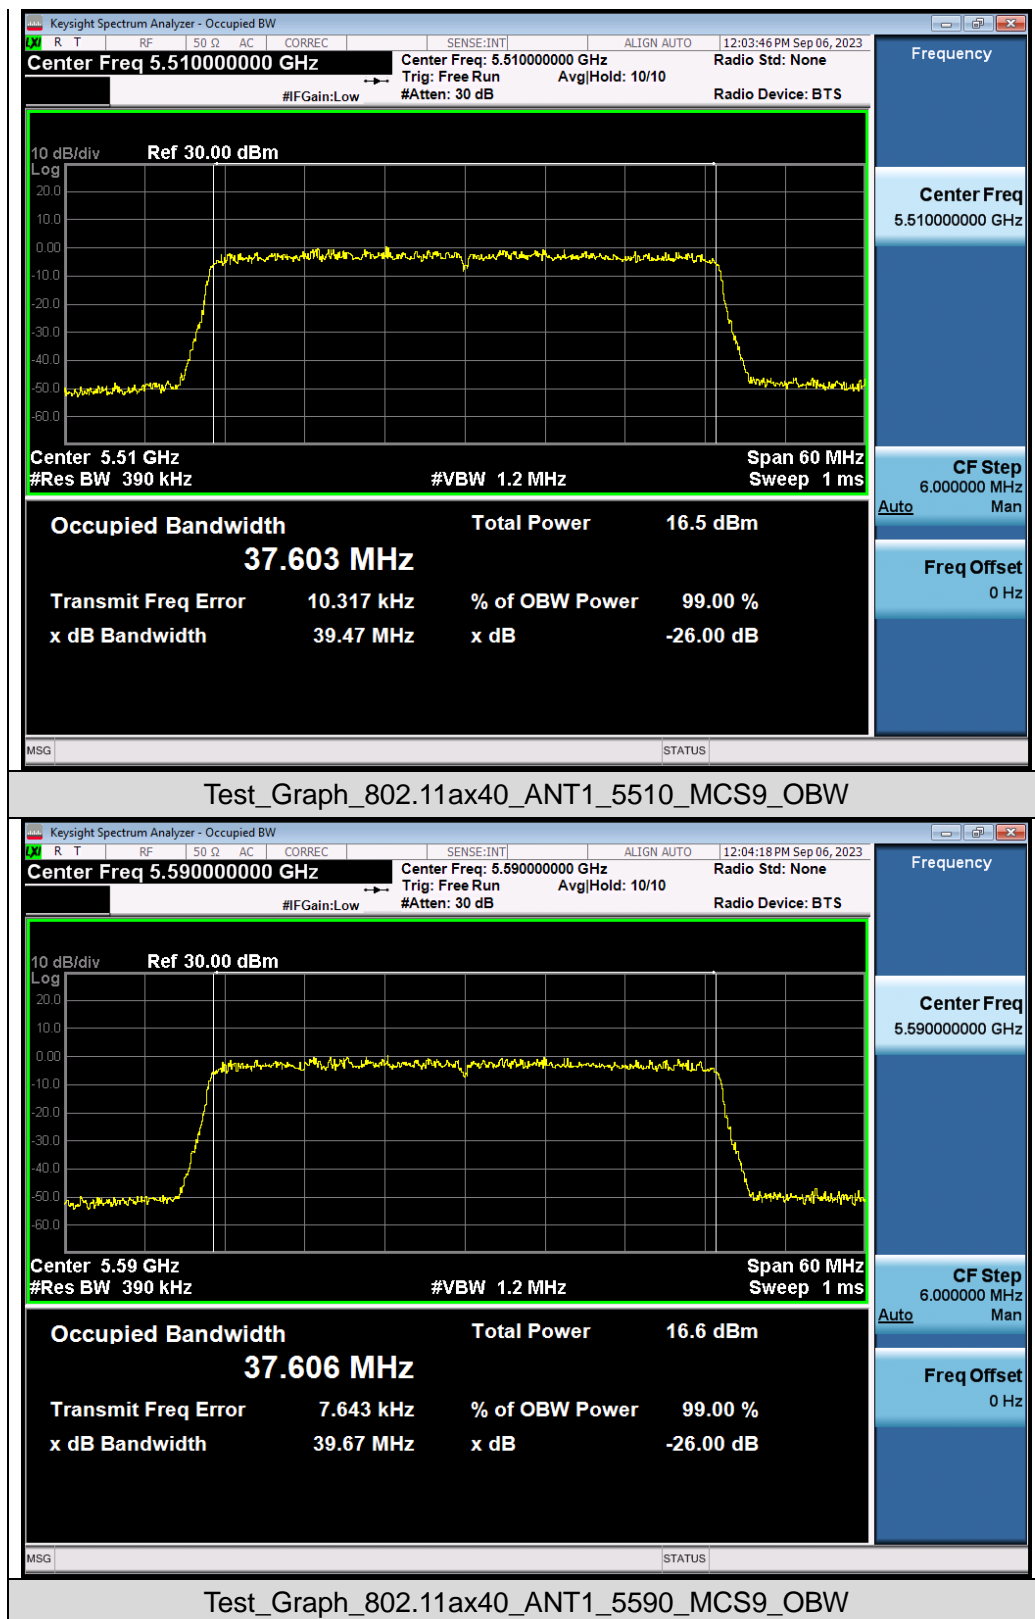 Keysight Spectrum Analyzer - Occupied BW
LXI R T RF 50 Ω AC CORREC SENSE:INT ALIGN AUTO 12:03:46 PM Sep 06, 2023
Center Freq 5.510000000 GHz Center Freq: 5.510000000 GHz Radio Std: None
Trig: Free Run Avg|Hold: 10/10
#IFGain:Low #Atten: 30 dB Radio Device: BTS
Frequency
10 dB/div Ref 30.00 dBm
Log
20.0
10.0
0.00
-10.0
-20.0
-30.0
-40.0
-50.0
-60.0
Center 5.51 GHz Span 60 MHz
#Res BW 390 kHz #VBW 1.2 MHz Sweep 1 ms
Center Freq
5.510000000 GHz
CF Step
6.000000 MHz
Auto Man
Freq Offset
0 Hz
Occupied Bandwidth Total Power 16.5 dBm
37.603 MHz
Transmit Freq Error 10.317 kHz % of OBW Power 99.00 %
x dB Bandwidth 39.47 MHz x dB -26.00 dB
MSG STATUS
Test_Graph_802.11ax40_ANT1_5510_MCS9_OBW
Keysight Spectrum Analyzer - Occupied BW
LXI R T RF 50 Ω AC CORREC SENSE:INT ALIGN AUTO 12:04:18 PM Sep 06, 2023
Center Freq 5.590000000 GHz Center Freq: 5.590000000 GHz Radio Std: None
Trig: Free Run Avg|Hold: 10/10
#IFGain:Low #Atten: 30 dB Radio Device: BTS
Frequency
10 dB/div Ref 30.00 dBm
Log
20.0
10.0
0.00
-10.0
-20.0
-30.0
-40.0
-50.0
-60.0
Center 5.59 GHz Span 60 MHz
#Res BW 390 kHz #VBW 1.2 MHz Sweep 1 ms
Center Freq
5.590000000 GHz
CF Step
6.000000 MHz
Auto Man
Freq Offset
0 Hz
Occupied Bandwidth Total Power 16.6 dBm
37.606 MHz
Transmit Freq Error 7.643 kHz % of OBW Power 99.00 %
x dB Bandwidth 39.67 MHz x dB -26.00 dB
MSG STATUS
Test_Graph_802.11ax40_ANT1_5590_MCS9_OBW